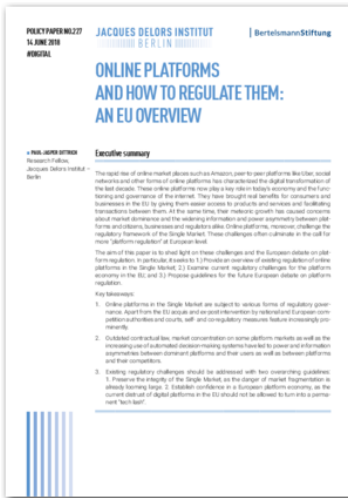 POLICY PAPER NO.227
14 JUNE 2018
#DIGITAL
JACQUES DELORS INSTITUT
BERLIN
BertelsmannStiftung
ONLINE PLATFORMS
AND HOW TO REGULATE THEM:
AN EU OVERVIEW
PAUL-JASPER DITTRICH
Research Fellow,
Jacques Delors Institut –
Berlin
Executive summary
The rapid rise of online market places such as Amazon, peer-to-peer platforms like Uber, social
networks and other forms of online platforms has characterised the digital transformation of
the last decade. These online platforms now play a key role in today's economy and the func-
tioning and governance of the internet. They have brought real benefits for consumers and
businesses in the EU by giving them easier access to products and services and facilitating
transactions between them. At the same time, their meteoric growth has caused concerns
about market dominance and the widening information and power asymmetry between plat-
forms and citizens, businesses and regulators alike. Online platforms, moreover, challenge the
regulatory framework of the Single Market. These challenges often culminate in the call for
more "platform regulation" at European level.
The aim of this paper is to shed light on these challenges and the European debate on plat-
form regulation. In particular, it seeks to 1.) Provide an overview of existing regulation of online
platforms in the Single Market; 2.) Examine current regulatory challenges for the platform
economy in the EU; and 3.) Propose guidelines for the future European debate on platform
regulation.
Key takeaways:
1. Online platforms in the Single Market are subject to various forms of regulatory gover-
nance. Apart from the EU acquis and ex post intervention by national and European com-
petition authorities and courts, self- and co-regulatory measures feature increasingly pro-
minently.
2. Outdated contractual law, market concentration on some platform markets as well as the
increasing use of automated decision-making systems have led to power and information
asymmetries between dominant platforms and their users as well as between platforms
and their competitors.
3. Existing regulatory challenges should be addressed with two overarching guidelines:
1. Preserve the integrity of the Single Market, as the danger of market fragmentation is
already looming large. 2. Establish confidence in a European platform economy, as the
current distrust of digital platforms in the EU should not be allowed to turn into a perma-
nent "tech-lash".